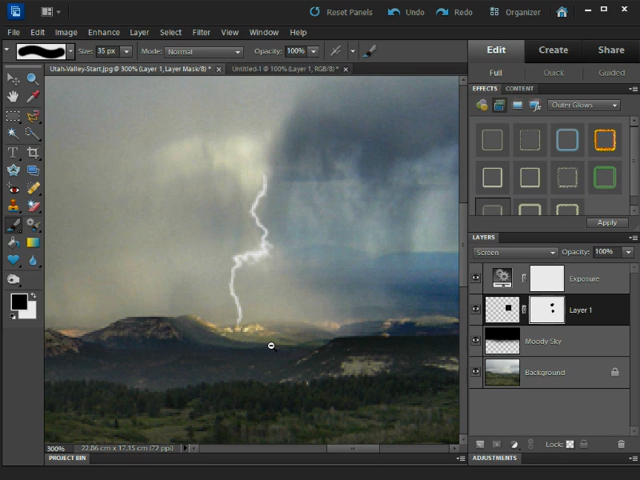 Reset Panels Undo Redo Organizer
File Edit Image Enhance Layer Select Filter View Window Help
Size: 35 px Mode: Normal Opacity: 100%
Edit Create Share
Full Quick Guided
Utah-Valley-Start.jpg @ 300% (Layer 1, Layer Mask/8) * × Untitled-1 @ 100% (Layer 1, RGB/8) * ×
EFFECTS CONTENT
Outer Glows
Apply
LAYERS
Screen Opacity: 100%
Exposure
Layer 1
Moody Sky
Background
Lock:
300% 22,86 cm x 17,15 cm (72 ppi)
PROJECT BIN
ADJUSTMENTS
T